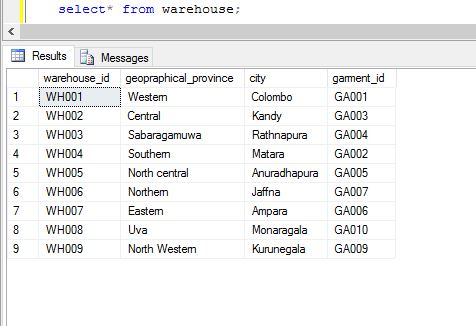 select* from warehouse;
Results Messages
warehouse_id geopraphical_province city garment_id
1 WH001 Western Colombo GA001
2 WH002 Central Kandy GA003
3 WH003 Sabaragamuwa Rathnapura GA004
4 WH004 Southern Matara GA002
5 WH005 North central Anuradhapura GA005
6 WH006 Northern Jaffna GA007
7 WH007 Eastern Ampara GA006
8 WH008 Uva Monaragala GA010
9 WH009 North Western Kurunegala GA009